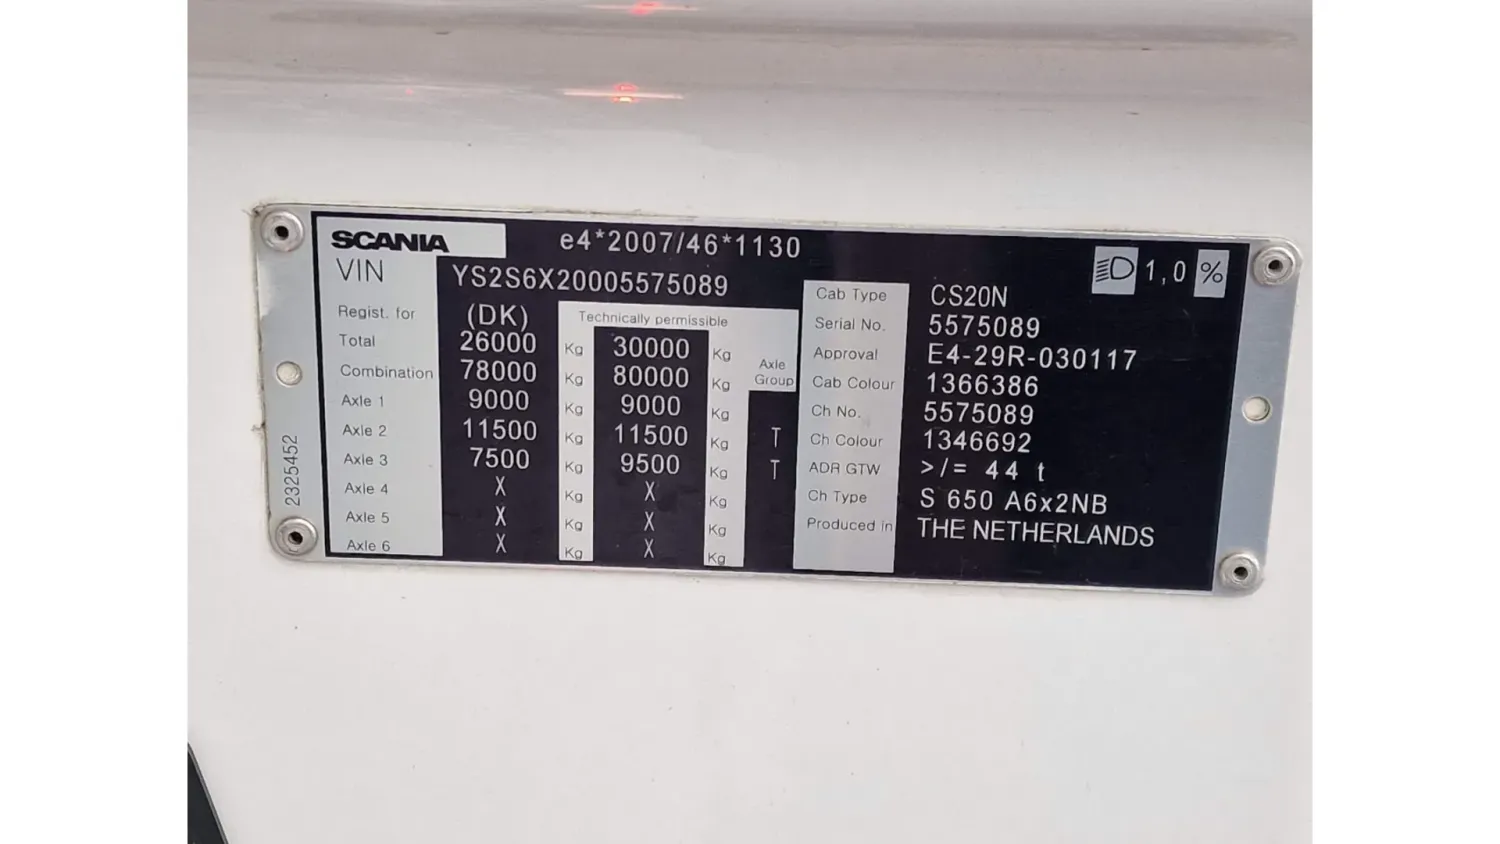 SCANIA e4*2007/46*1130
1,0 %
VIN YS2S6X20005575089
Regist. for (DK) Technically permissible
Total 26000 Kg 30000 Kg
Combination 78000 Kg 80000 Kg Axle Group
Axle 1 9000 Kg 9000 Kg
Axle 2 11500 Kg 11500 Kg T
Axle 3 7500 Kg 9500 Kg T
Axle 4 X Kg X Kg
Axle 5 X Kg X Kg
Axle 6 X Kg X Kg
Cab Type CS20N
Serial No. 5575089
Approval E4-29R-030117
Cab Colour 1366386
Ch No. 5575089
Ch Colour 1346692
ADR GTW >/= 44 t
Ch Type S 650 A6x2NB
Produced in THE NETHERLANDS
2325452